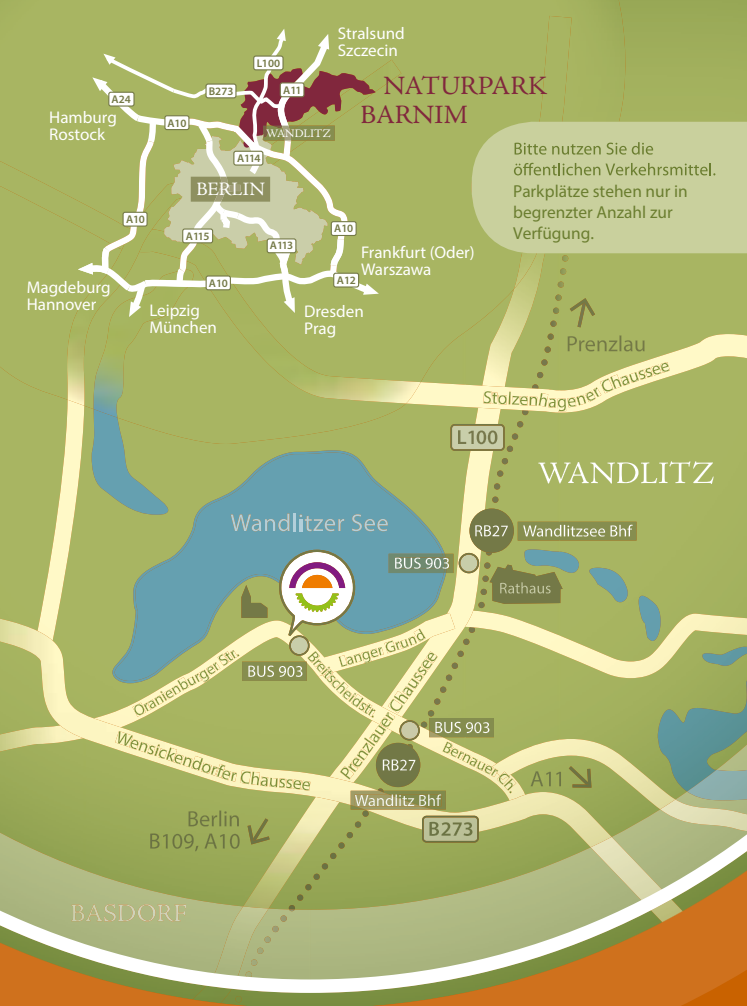 Stralsund
Szczecin
L100
B273
A11
A24
NATURPARK
BARNIM
Hamburg
Rostock
A10
WANDLITZ
A114
BERLIN
A10
A115
A113
A10
Frankfurt (Oder)
Warszawa
A10
A12
Magdeburg
Hannover
Leipzig
München
Dresden
Prag
Bitte nutzen Sie die
öffentlichen Verkehrsmittel.
Parkplätze stehen nur in
begrenzter Anzahl zur
Verfügung.
Prenzlau
Stolzenhagener Chaussee
L100
WANDLITZ
Wandlitzer See
RB27
Wandlitzsee Bhf
BUS 903
Rathaus
Langer Grund
BUS 903
Oranienburger Str.
Breitscheidstr.
Prenzlauer Chaussee
BUS 903
Wensickendorfer Chaussee
RB27
Bernauer Ch.
A11
Wandlitz Bhf
Berlin
B109, A10
B273
BASDORF